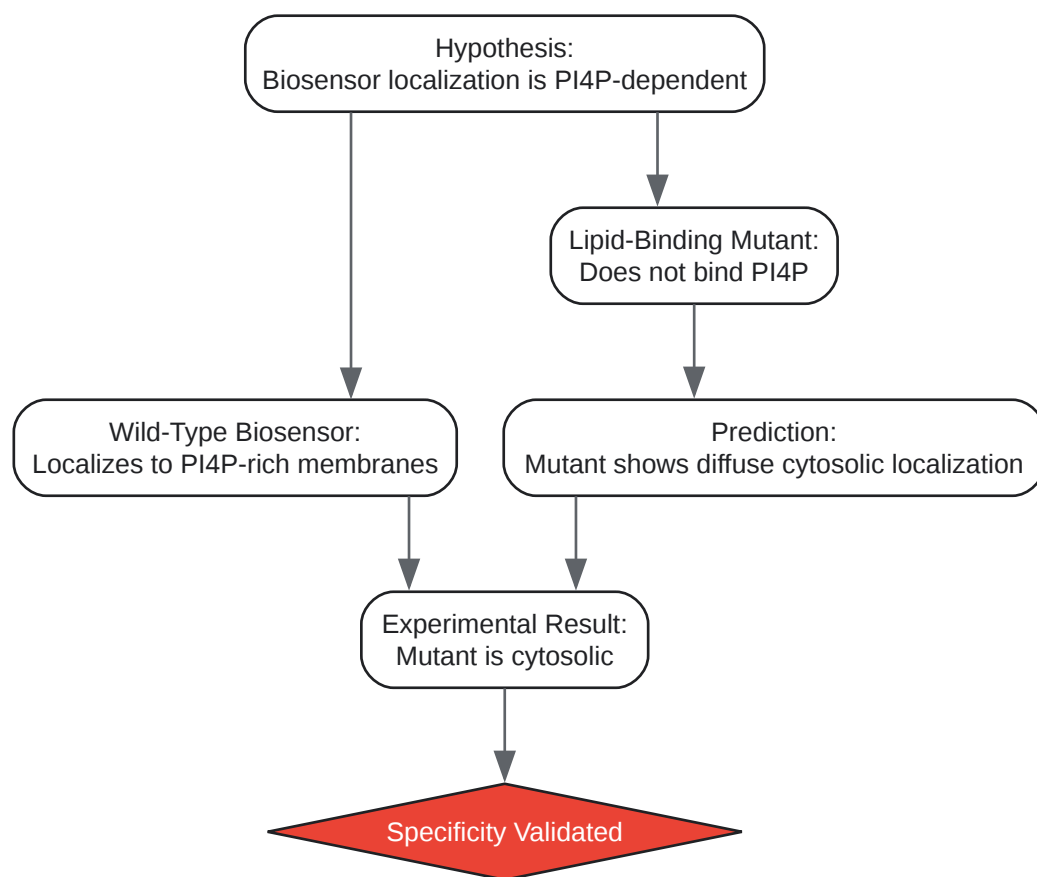 Hypothesis:
Biosensor localization is PI4P-dependent
Lipid-Binding Mutant:
Does not bind PI4P
Wild-Type Biosensor:
Localizes to PI4P-rich membranes
Prediction:
Mutant shows diffuse cytosolic localization
Experimental Result:
Mutant is cytosolic
Specificity Validated